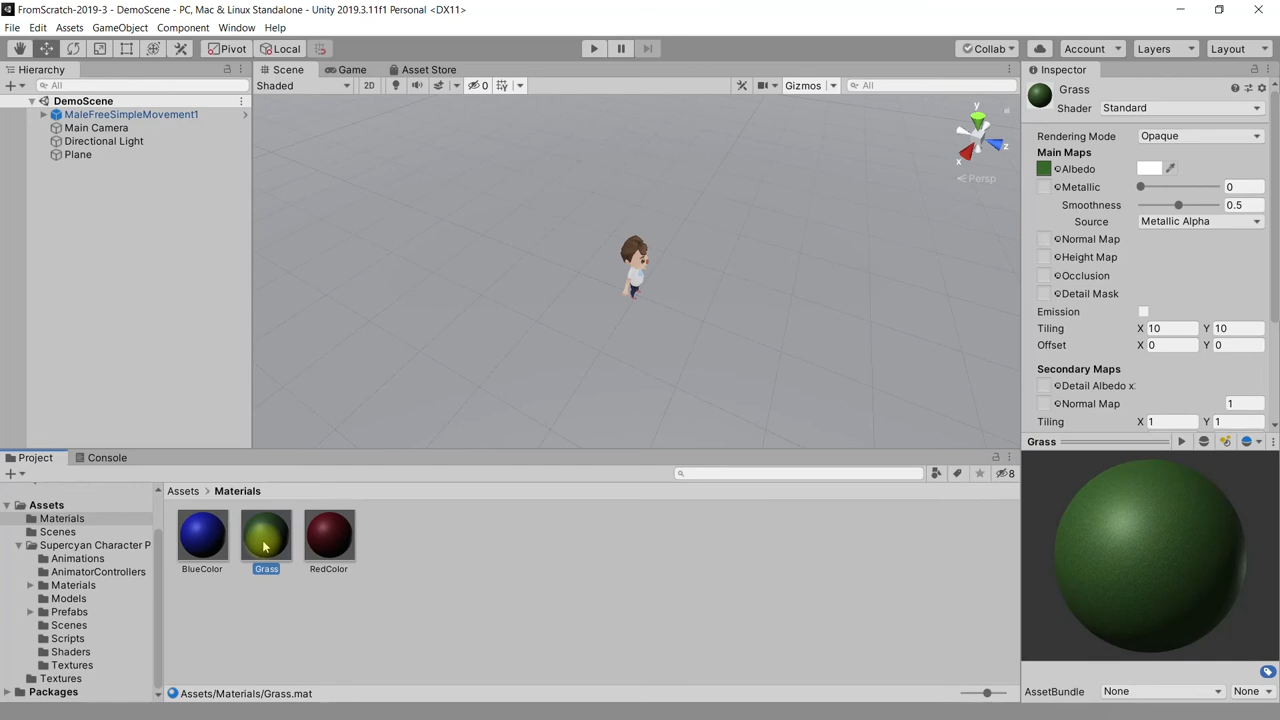 FromScratch-2019-3 - DemoScene - PC, Mac & Linux Standalone - Unity 2019.3.11f1 Personal <DX11>
File Edit Assets GameObject Component Window Help
Pivot Local Collab Account Layers Layout
Hierarchy
All
DemoScene
MaleFreeSimpleMovement1
Main Camera
Directional Light
Plane
Scene Game Asset Store
Shaded 2D 0 Gizmos All
y
z
x
Persp
Inspector
Grass
Shader Standard
Rendering Mode Opaque
Main Maps
Albedo
Metallic 0
Smoothness 0.5
Source Metallic Alpha
Normal Map
Height Map
Occlusion
Detail Mask
Emission
Tiling X 10 Y 10
Offset X 0 Y 0
Secondary Maps
Detail Albedo x
Normal Map 1
Tiling X 1 Y 1
Grass
AssetBundle None None
Project Console
8
Assets
Materials
Scenes
Supercyan Character P
Animations
AnimatorControllers
Materials
Models
Prefabs
Scenes
Scripts
Shaders
Textures
Textures
Packages
Assets > Materials
BlueColor Grass RedColor
Assets/Materials/Grass.mat